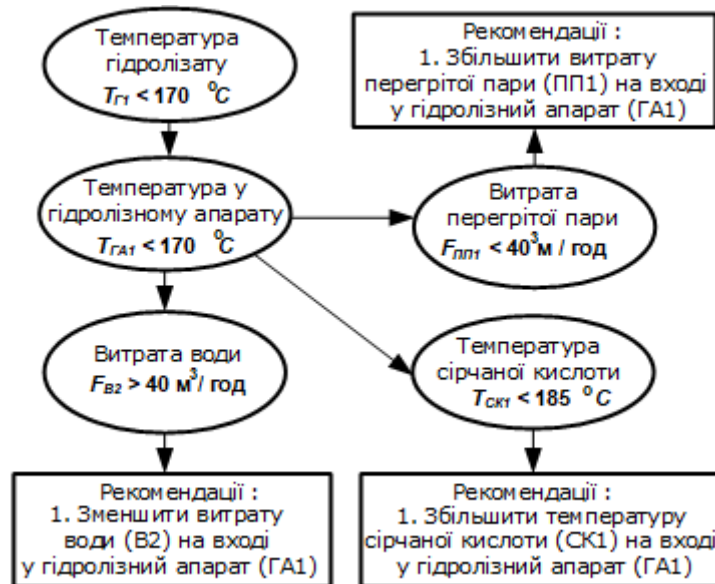 Температура
гідролізату
TГ1 < 170 °C
Рекомендації :
1. Збільшити витрату
перегрітої пари (ПП1) на вході
у гідролізний апарат (ГА1)
Температура у
гідролізному апарату
TГА1 < 170 °C
Витрата
перегрітої пари
FПП1 < 40³м / год
Витрата води
FВ2 > 40 м³/ год
Температура
сірчаної кислоти
TСК1 < 185 °C
Рекомендації :
1. Зменшити витрату
води (В2) на вході
у гідролізний апарат (ГА1)
Рекомендації :
1. Збільшити температуру
сірчаної кислоти (СК1) на вході
у гідролізний апарат (ГА1)